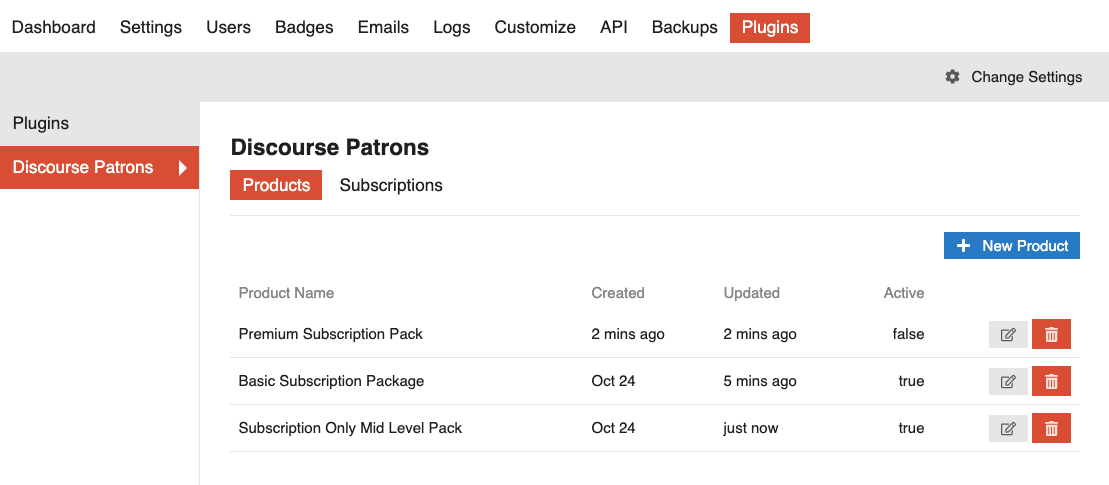 Dashboard Settings Users Badges Emails Logs Customize API Backups Plugins
Change Settings
Plugins
Discourse Patrons
Discourse Patrons
Products Subscriptions
New Product
Product Name Created Updated Active
Premium Subscription Pack 2 mins ago 2 mins ago false
Basic Subscription Package Oct 24 5 mins ago true
Subscription Only Mid Level Pack Oct 24 just now true